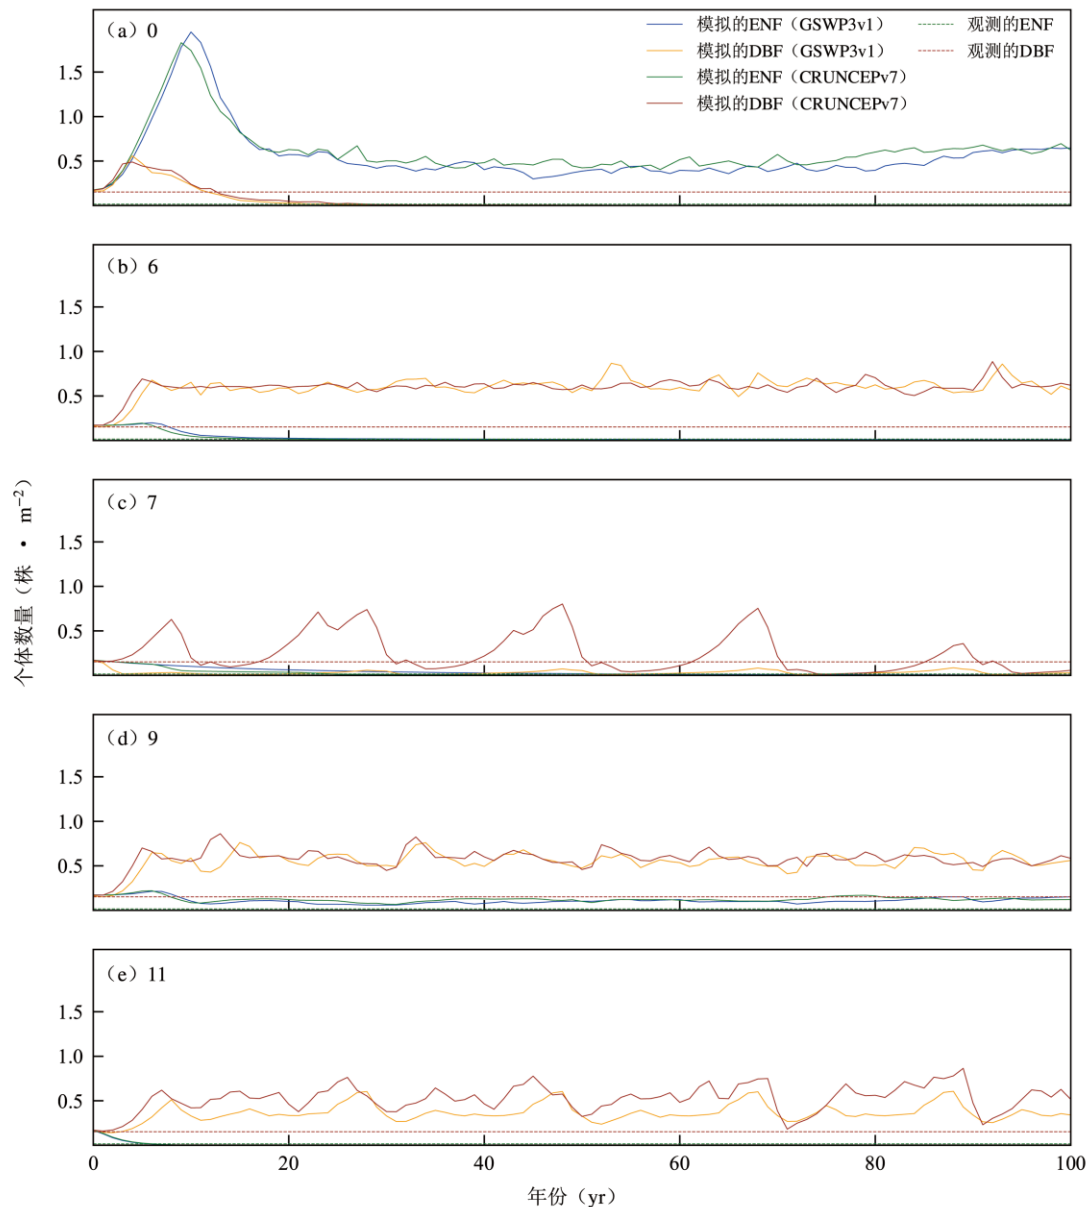 （a）0
模拟的ENF（GSWP3v1）
模拟的DBF（GSWP3v1）
模拟的ENF（CRUNCEPv7）
模拟的DBF（CRUNCEPv7）
观测的ENF
观测的DBF
1.5
1.0
0.5
（b）6
1.5
1.0
0.5
（c）7
1.5
1.0
0.5
（d）9
1.5
1.0
0.5
（e）11
1.5
1.0
0.5
0 20 40 60 80 100
年份（yr）
个体数量（株 · m⁻²）